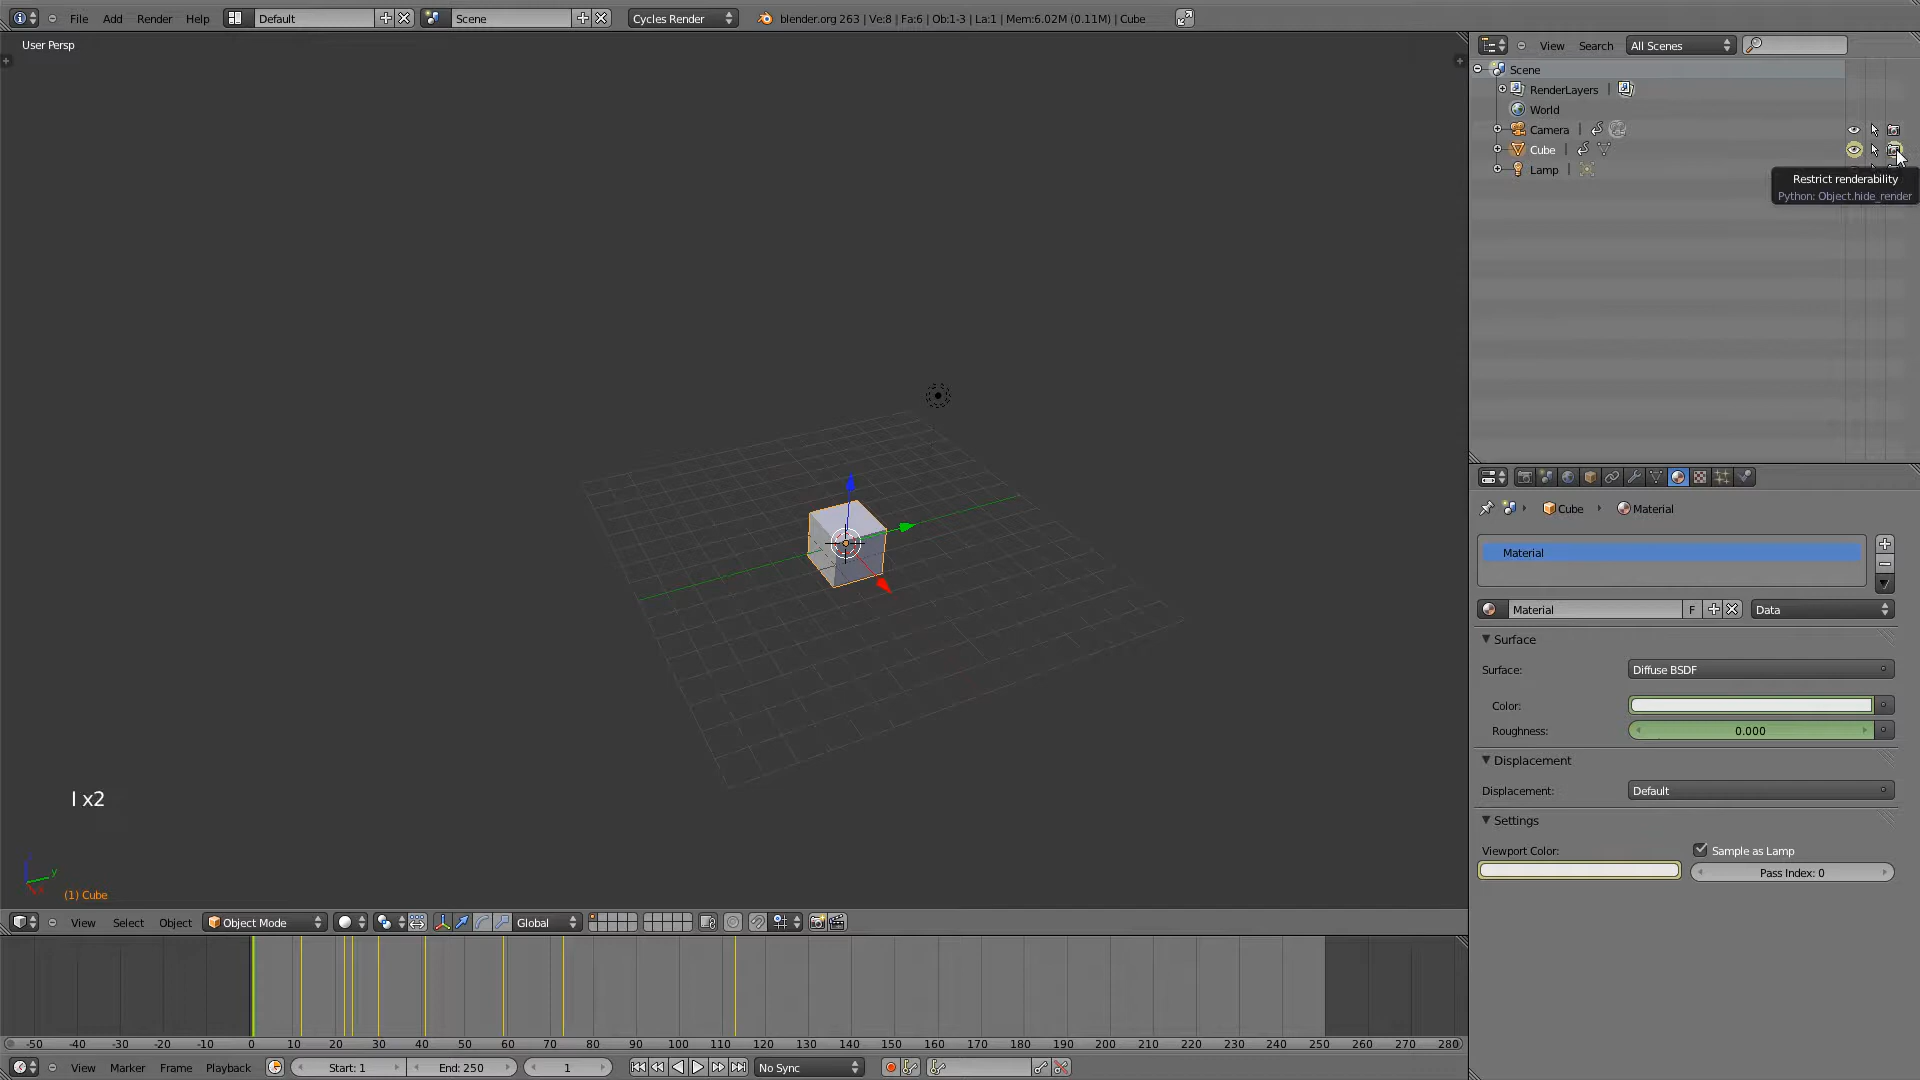 File Add Render Help Default Scene Cycles Render blender.org 263 | Ve:8 | Fa:6 | Ob:1-3 | La:1 | Mem:6.02M (0.11M) | Cube
User Persp
View Search All Scenes
Scene
RenderLayers |
World
Camera |
Cube |
Lamp |
Restrict renderability
Python: Object.hide_render
Cube Material
Material
Material F Data
Surface
Surface: Diffuse BSDF
Color:
Roughness: 0.000
Displacement
Displacement: Default
Settings
Viewport Color: Sample as Lamp
Pass Index: 0
I x2
y
(1) Cube
View Select Object Object Mode Global
-50 -40 -30 -20 -10 0 10 20 30 40 50 60 70 80 90 100 110 120 130 140 150 160 170 180 190 200 210 220 230 240 250 260 270 280
View Marker Frame Playback Start: 1 End: 250 1 No Sync